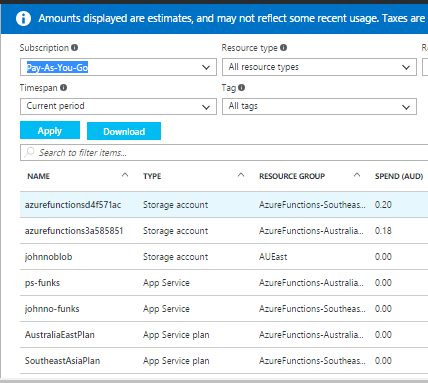 Amounts displayed are estimates, and may not reflect some recent usage. Taxes are
Subscription Resource type
Pay-As-You-Go All resource types
Timespan Tag
Current period All tags
Apply Download
Search to filter items...
NAME TYPE RESOURCE GROUP SPEND (AUD)
azurefunctionsd4f571ac Storage account AzureFunctions-Southeas... 0.20
azurefunctions3a585851 Storage account AzureFunctions-Australia... 0.18
johnnoblob Storage account AUEast 0.00
ps-funks App Service AzureFunctions-Australia... 0.00
johnno-funks App Service AzureFunctions-Southeas... 0.00
AustraliaEastPlan App Service plan AzureFunctions-Australia... 0.00
SoutheastAsiaPlan App Service plan AzureFunctions-Southeas... 0.00